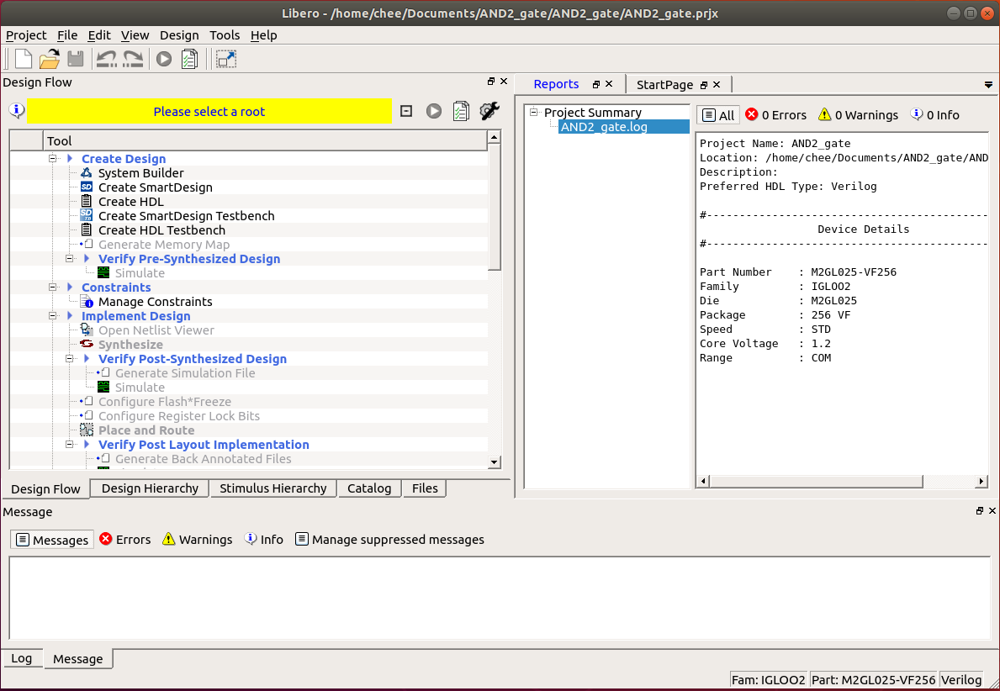 Libero - /home/chee/Documents/AND2_gate/AND2_gate/AND2_gate.prjx
Project File Edit View Design Tools Help
Design Flow
Please select a root
Tool
Create Design
System Builder
Create SmartDesign
Create HDL
Create SmartDesign Testbench
Create HDL Testbench
Generate Memory Map
Verify Pre-Synthesized Design
Simulate
Constraints
Manage Constraints
Implement Design
Open Netlist Viewer
Synthesize
Verify Post-Synthesized Design
Generate Simulation File
Simulate
Configure Flash*Freeze
Configure Register Lock Bits
Place and Route
Verify Post Layout Implementation
Generate Back Annotated Files
Design Flow Design Hierarchy Stimulus Hierarchy Catalog Files
Reports StartPage
Project Summary
AND2_gate.log
All 0 Errors 0 Warnings 0 Info
Project Name: AND2_gate
Location: /home/chee/Documents/AND2_gate/AND
Description:
Preferred HDL Type: Verilog
#-------------------------------------------
Device Details
#-------------------------------------------
Part Number : M2GL025-VF256
Family : IGLOO2
Die : M2GL025
Package : 256 VF
Speed : STD
Core Voltage : 1.2
Range : COM
Message
Messages Errors Warnings Info Manage suppressed messages
Log Message
Fam: IGLOO2 Part: M2GL025-VF256 Verilog